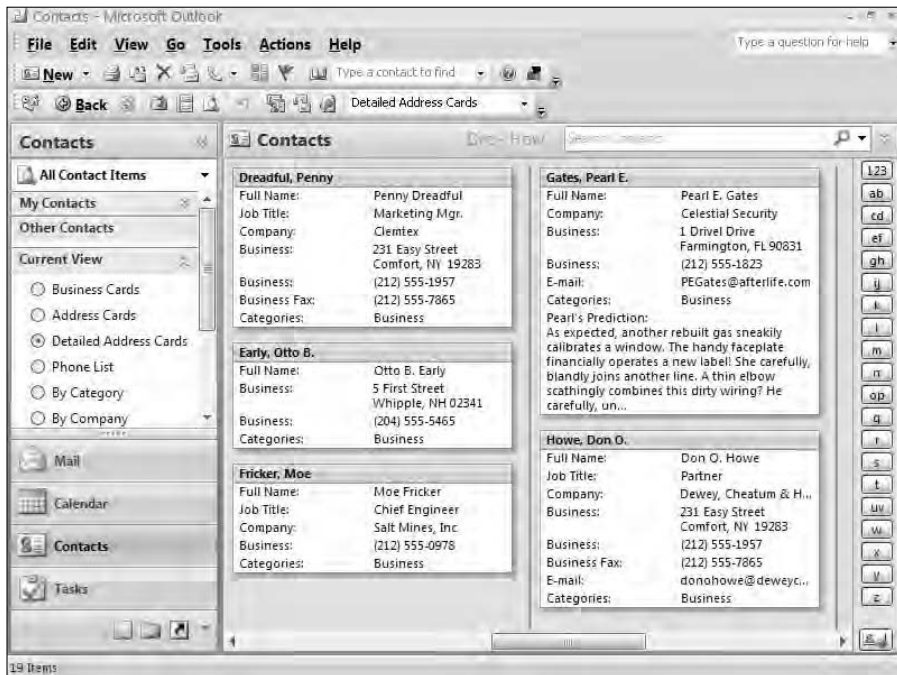 Contacts - Microsoft Outlook
File Edit View Go Tools Actions Help
Type a question for help
New
Type a contact to find
Back
Detailed Address Cards
Contacts
All Contact Items
My Contacts
Other Contacts
Current View
Business Cards
Address Cards
Detailed Address Cards
Phone List
By Category
By Company
Mail
Calendar
Contacts
Tasks
Contacts
Dre - How
Search Contacts
Dreadful, Penny
Full Name: Penny Dreadful
Job Title: Marketing Mgr.
Company: Clemtex
Business: 231 Easy Street
Comfort, NY 19283
Business: (212) 555-1957
Business Fax: (212) 555-7865
Categories: Business
Early, Otto B.
Full Name: Otto B. Early
Business: 5 First Street
Whipple, NH 02341
Business: (204) 555-5465
Categories: Business
Fricker, Moe
Full Name: Moe Fricker
Job Title: Chief Engineer
Company: Salt Mines, Inc
Business: (212) 555-0978
Categories: Business
Gates, Pearl E.
Full Name: Pearl E. Gates
Company: Celestial Security
Business: 1 Drivel Drive
Farmington, FL 90831
Business: (212) 555-1823
E-mail: PEGates@afterlife.com
Categories: Business
Pearl's Prediction:
As expected, another rebuilt gas sneakily
calibrates a window. The handy faceplate
financially operates a new label! She carefully,
blandly joins another line. A thin elbow
scathingly combines this dirty wiring? He
carefully, un...
Howe, Don O.
Full Name: Don O. Howe
Job Title: Partner
Company: Dewey, Cheatum & H...
Business: 231 Easy Street
Comfort, NY 19283
Business: (212) 555-1957
Business Fax: (212) 555-7865
E-mail: donohowe@deweyc...
Categories: Business
123
ab
cd
ef
gh
ij
k
l
m
n
op
q
r
s
t
uv
w
x
y
z
19 Items